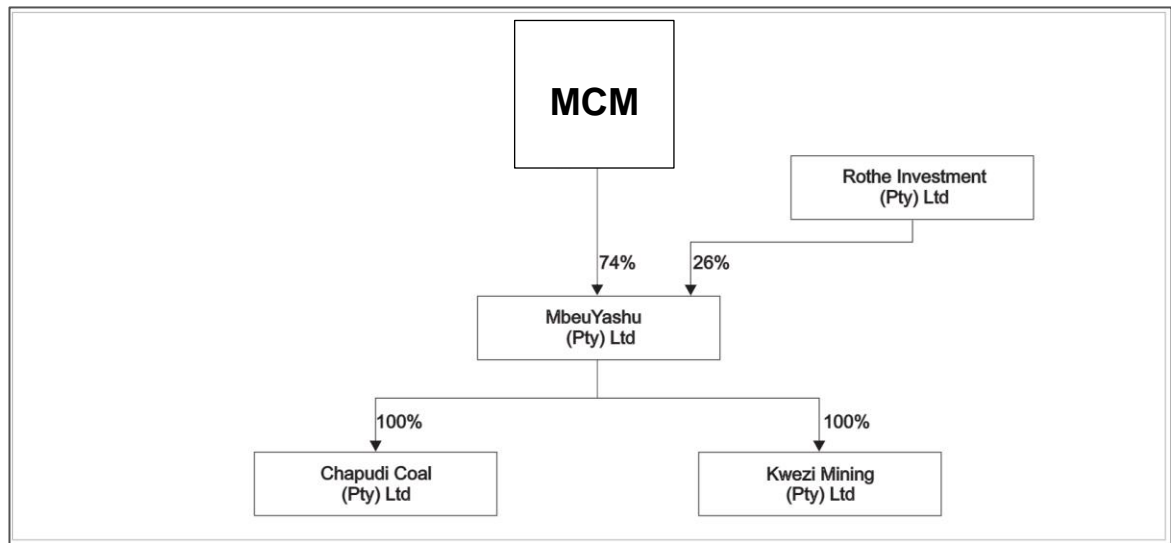 MCM
Rothe Investment
(Pty) Ltd
74%
26%
MbeuYashu
(Pty) Ltd
100%
100%
Chapudi Coal
(Pty) Ltd
Kwezi Mining
(Pty) Ltd